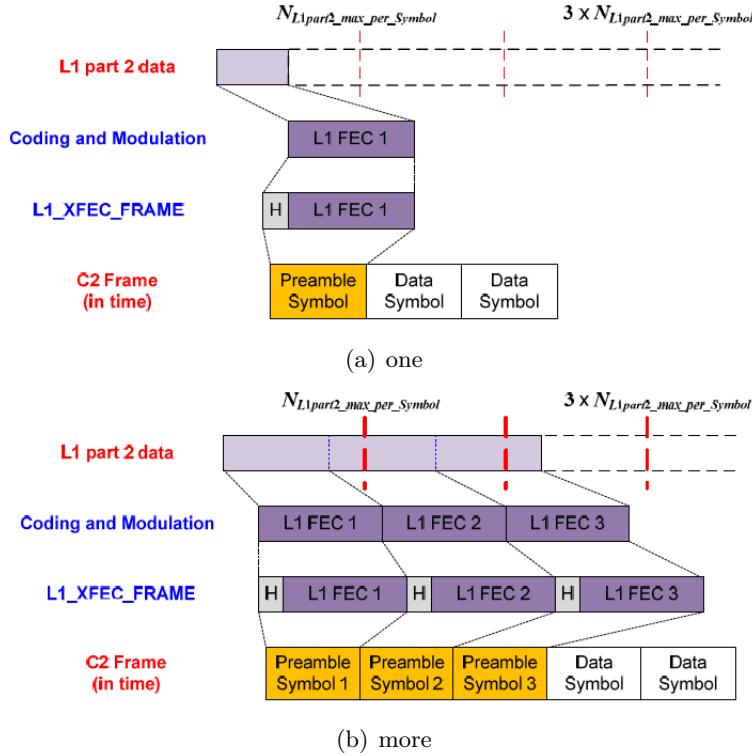 N_L1part2_max_per_Symbol 3 x N_L1part2_max_per_Symbol
L1 part 2 data
Coding and Modulation L1 FEC 1
L1_XFEC_FRAME H L1 FEC 1
C2 Frame (in time) Preamble Symbol Data Symbol Data Symbol
(a) one
N_L1part2_max_per_Symbol 3 x N_L1part2_max_per_Symbol
L1 part 2 data
Coding and Modulation L1 FEC 1 L1 FEC 2 L1 FEC 3
L1_XFEC_FRAME H L1 FEC 1 H L1 FEC 2 H L1 FEC 3
C2 Frame (in time) Preamble Symbol 1 Preamble Symbol 2 Preamble Symbol 3 Data Symbol Data Symbol
(b) more